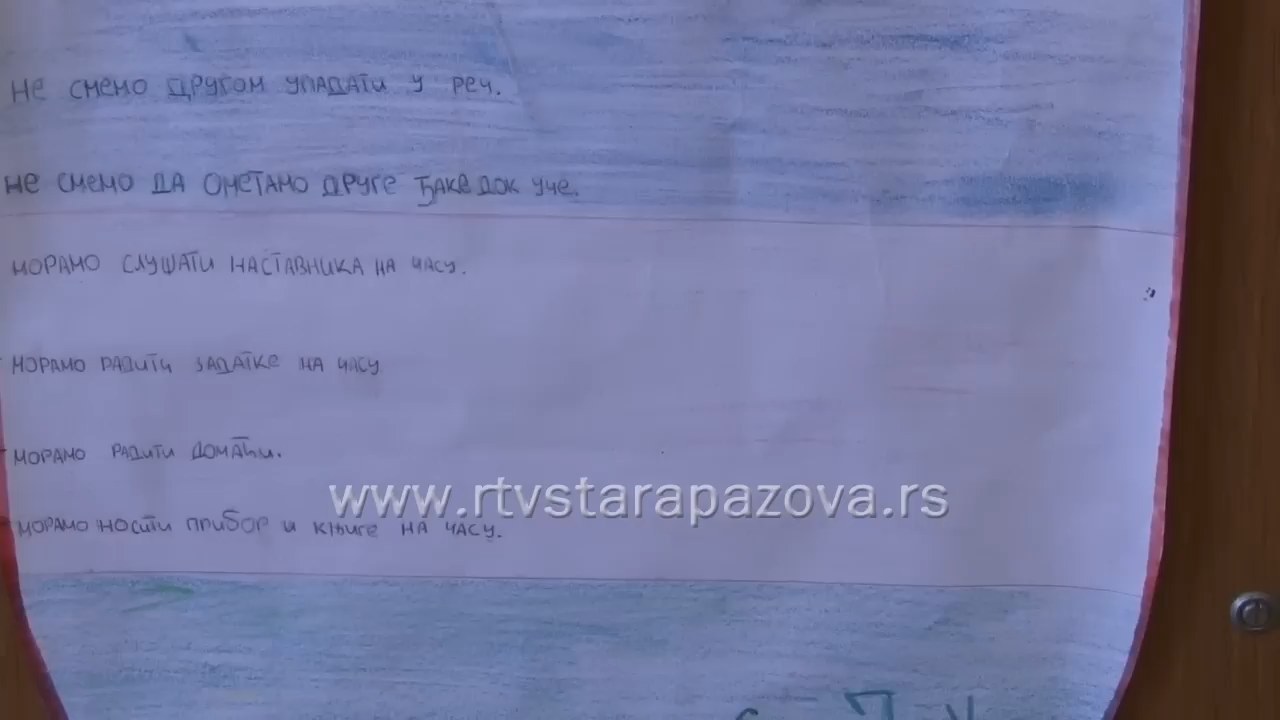 НЕ СМЕМО ДРУГОМ УПАДАТИ У РЕЧ.
НЕ СМЕМО ДА ОМЕТАМО ДРУГЕ ЂАКЕ ДОК УЧЕ.
МОРАМО СЛУШАТИ НАСТАВНИКА НА ЧАСУ.
МОРАМО РАДИТИ ЗАДАТКЕ НА ЧАСУ
МОРАМО РАДИТИ ДОМАЋИ.
www.rtvstarapazova.rs
МОРАМО НОСИТИ ПРИБОР И КЊИГЕ НА ЧАСУ.